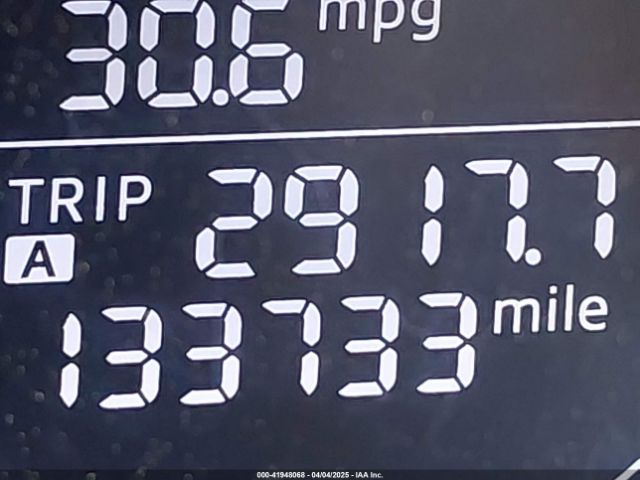 30.6 mpg
TRIP A 2917.7
133733 mile
000-41948068 - 04/04/2025 - IAA Inc.